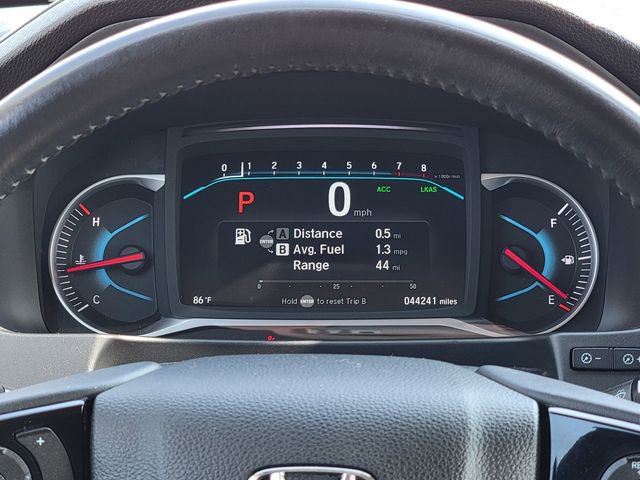 0 1 2 3 4 5 6 7 8 x 1000r/min
ACC LKAS
P 0 mph
H F
A Distance 0.5 mi
ENTER
B Avg. Fuel 1.3 mpg
Range 44 mi
C E
0 25 50
86°F Hold ENTER to reset Trip B 044241 miles
- +
+
RE